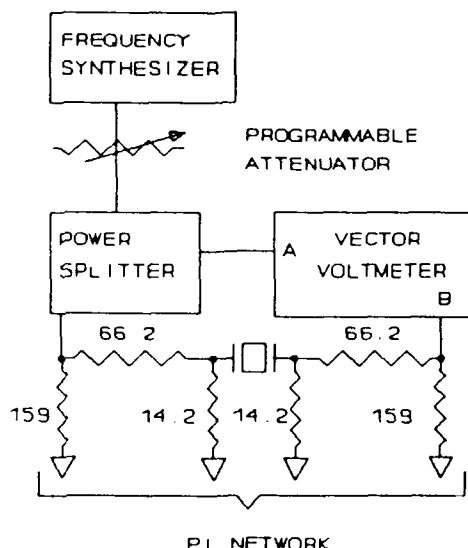 FREQUENCY
SYNTHESIZER
PROGRAMMABLE
ATTENUATOR
POWER
SPLITTER
A
VECTOR
VOLTMETER
B
66 2
66.2
159
14.2
14.2
159
PI NETWORK